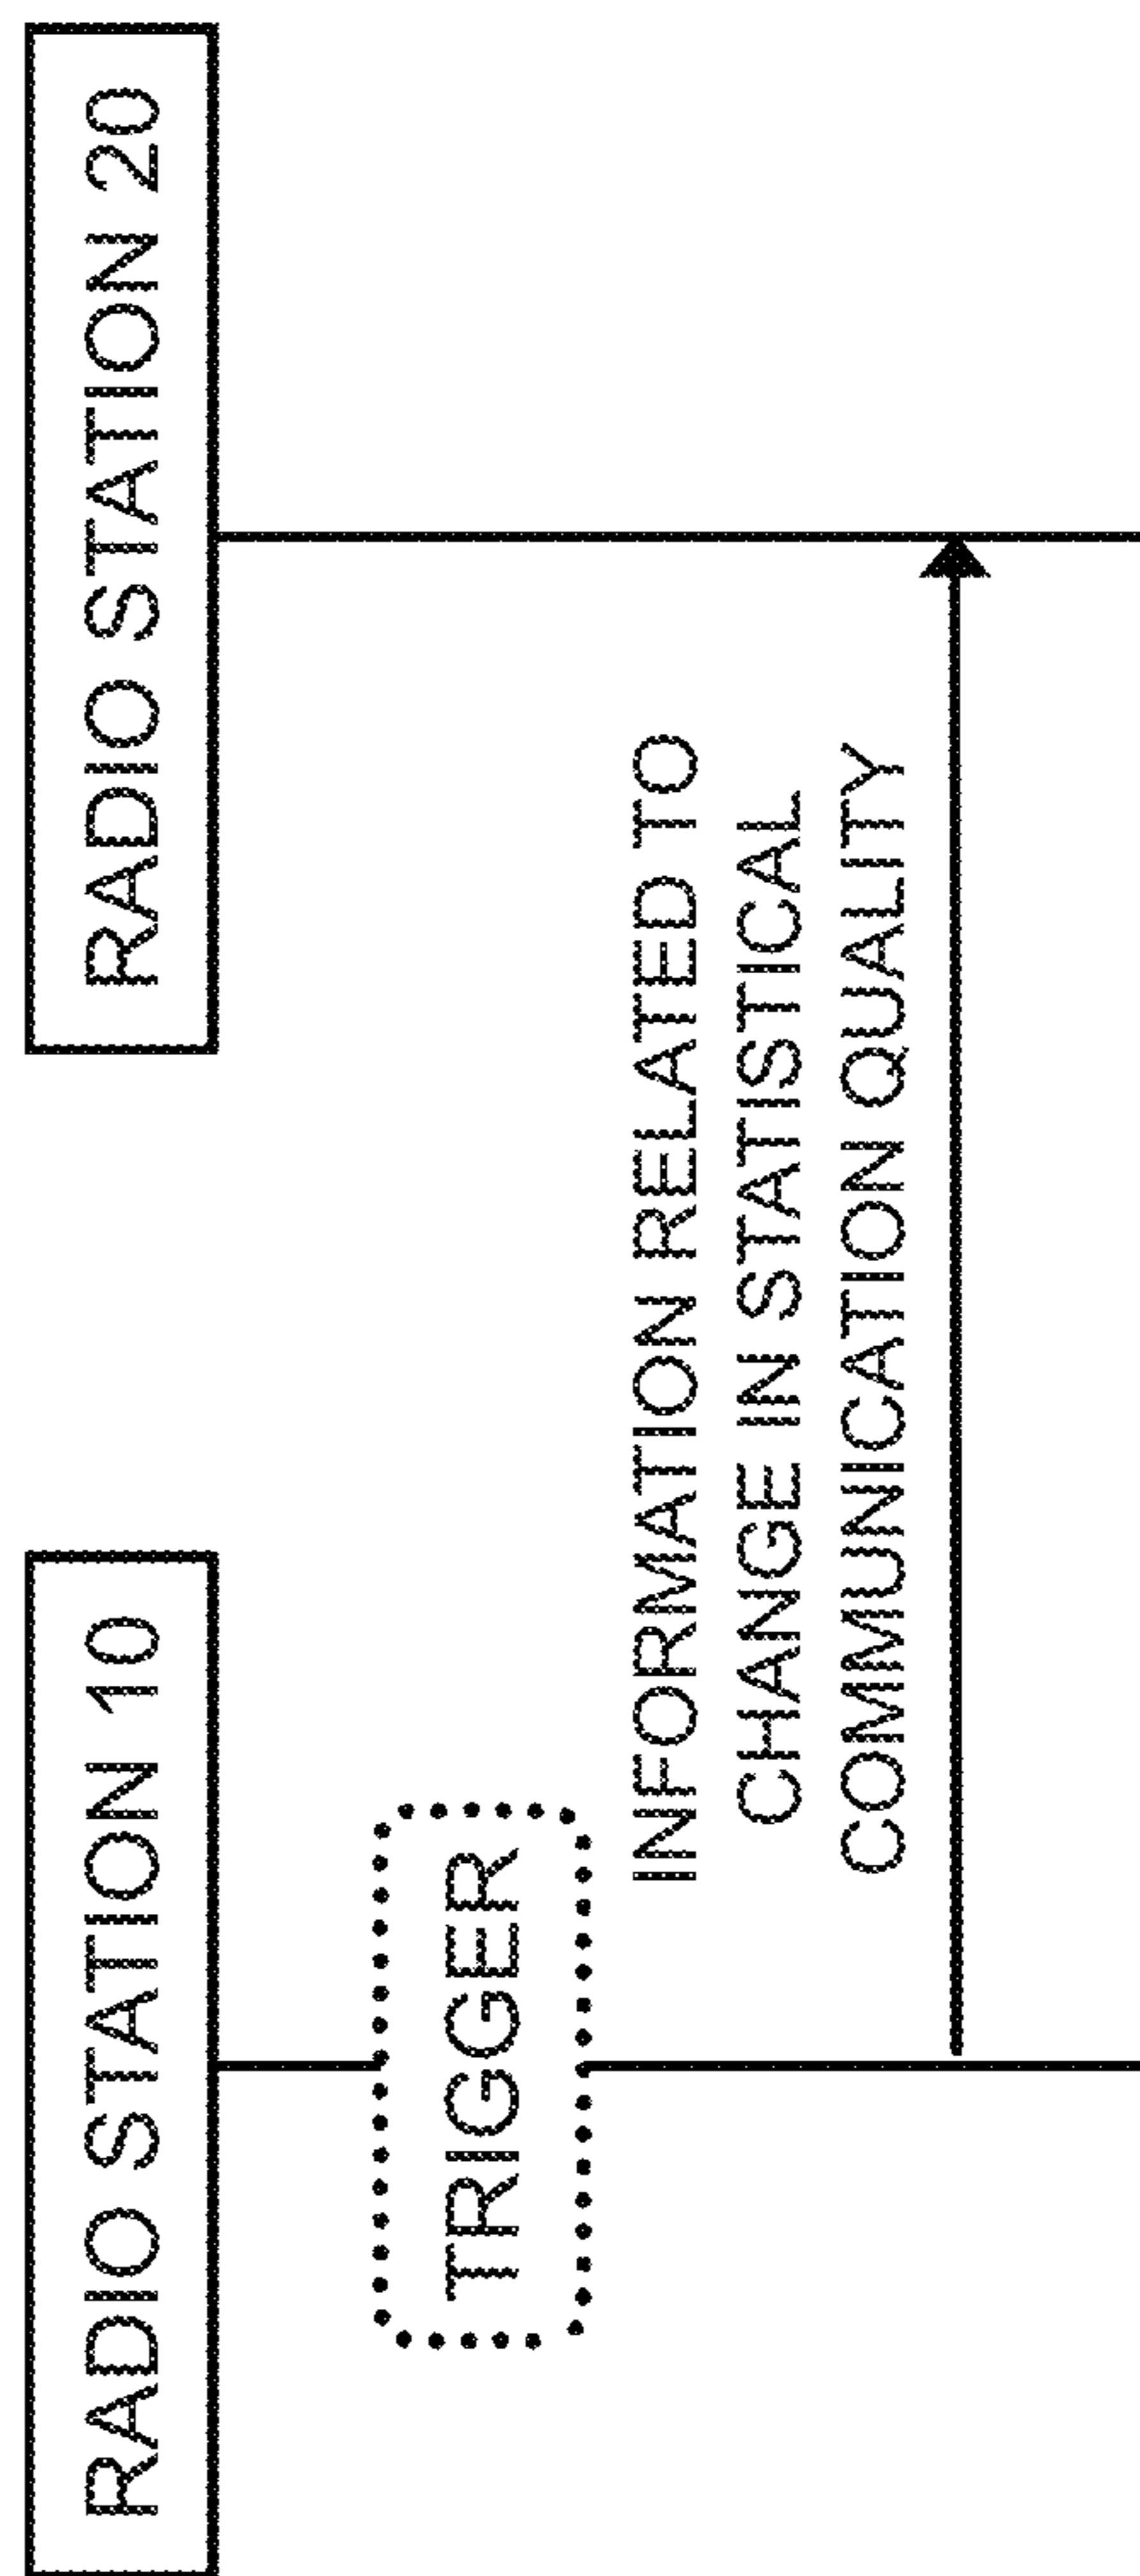 RADIO STATION 10
RADIO STATION 20
TRIGGER
INFORMATION RELATED TO
CHANGE IN STATISTICAL
COMMUNICATION QUALITY